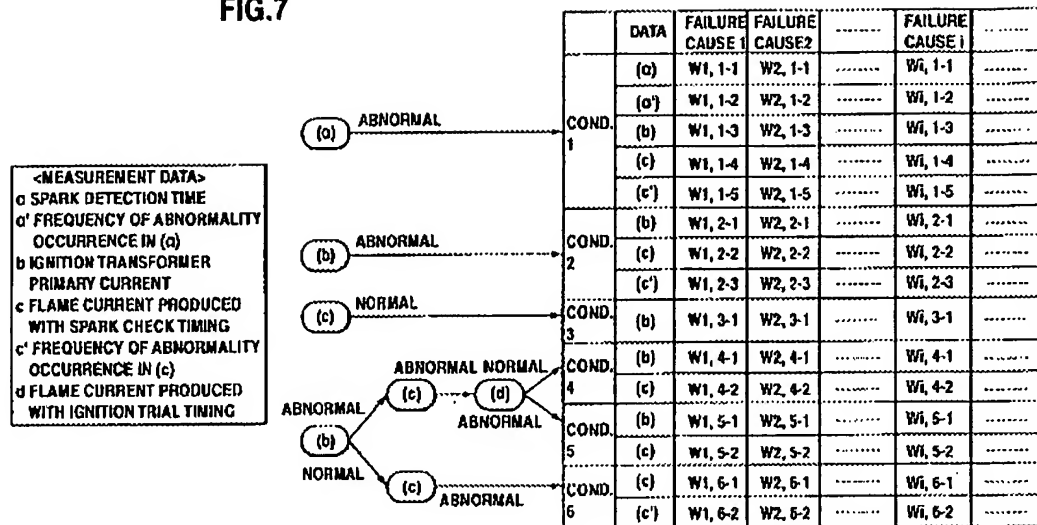 FIG.7
<MEASUREMENT DATA>
a SPARK DETECTION TIME
a' FREQUENCY OF ABNORMALITY
OCCURRENCE IN (a)
b IGNITION TRANSFORMER
PRIMARY CURRENT
c FLAME CURRENT PRODUCED
WITH SPARK CHECK TIMING
c' FREQUENCY OF ABNORMALITY
OCCURRENCE IN (c)
d FLAME CURRENT PRODUCED
WITH IGNITION TRIAL TIMING
(a) ABNORMAL
(b) ABNORMAL
(c) NORMAL
ABNORMAL NORMAL
(c) (d)
ABNORMAL ABNORMAL
(b)
NORMAL
(c) ABNORMAL
DATA FAILURE CAUSE 1 FAILURE CAUSE2 ........ FAILURE CAUSE i ........
COND. 1
(a) W1, 1-1 W2, 1-1 ........ Wi, 1-1 ........
(a') W1, 1-2 W2, 1-2 ........ Wi, 1-2 ........
(b) W1, 1-3 W2, 1-3 ........ Wi, 1-3 ........
(c) W1, 1-4 W2, 1-4 ........ Wi, 1-4 ........
(c') W1, 1-5 W2, 1-5 ........ Wi, 1-5 ........
COND. 2
(b) W1, 2-1 W2, 2-1 ........ Wi, 2-1 ........
(c) W1, 2-2 W2, 2-2 ........ Wi, 2-2 ........
(c') W1, 2-3 W2, 2-3 ........ Wi, 2-3 ........
COND. 3
(b) W1, 3-1 W2, 3-1 ........ Wi, 3-1 ........
COND. 4
(b) W1, 4-1 W2, 4-1 ........ Wi, 4-1 ........
(c) W1, 4-2 W2, 4-2 ........ Wi, 4-2 ........
COND. 5
(b) W1, 5-1 W2, 5-1 ........ Wi, 5-1 ........
(c) W1, 5-2 W2, 5-2 ........ Wi, 5-2 ........
COND. 6
(c) W1, 6-1 W2, 6-1 ........ Wi, 6-1 ........
(c') W1, 6-2 W2, 6-2 ........ Wi, 6-2 ........